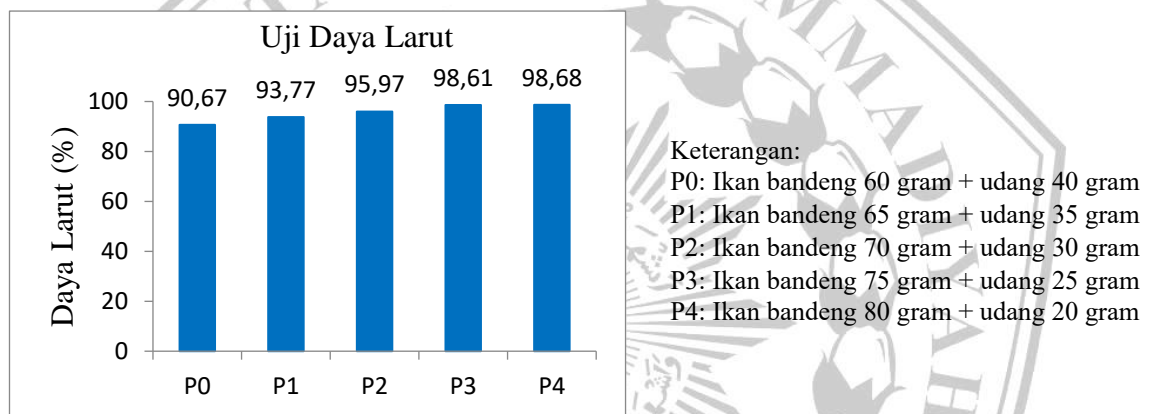 Uji Daya Larut
90,67 93,77 95,97 98,61 98,68
100
80
60
40
20
0
Daya Larut (%)
P0 P1 P2 P3 P4
Keterangan:
P0: Ikan bandeng 60 gram + udang 40 gram
P1: Ikan bandeng 65 gram + udang 35 gram
P2: Ikan bandeng 70 gram + udang 30 gram
P3: Ikan bandeng 75 gram + udang 25 gram
P4: Ikan bandeng 80 gram + udang 20 gram
MMADIYAH